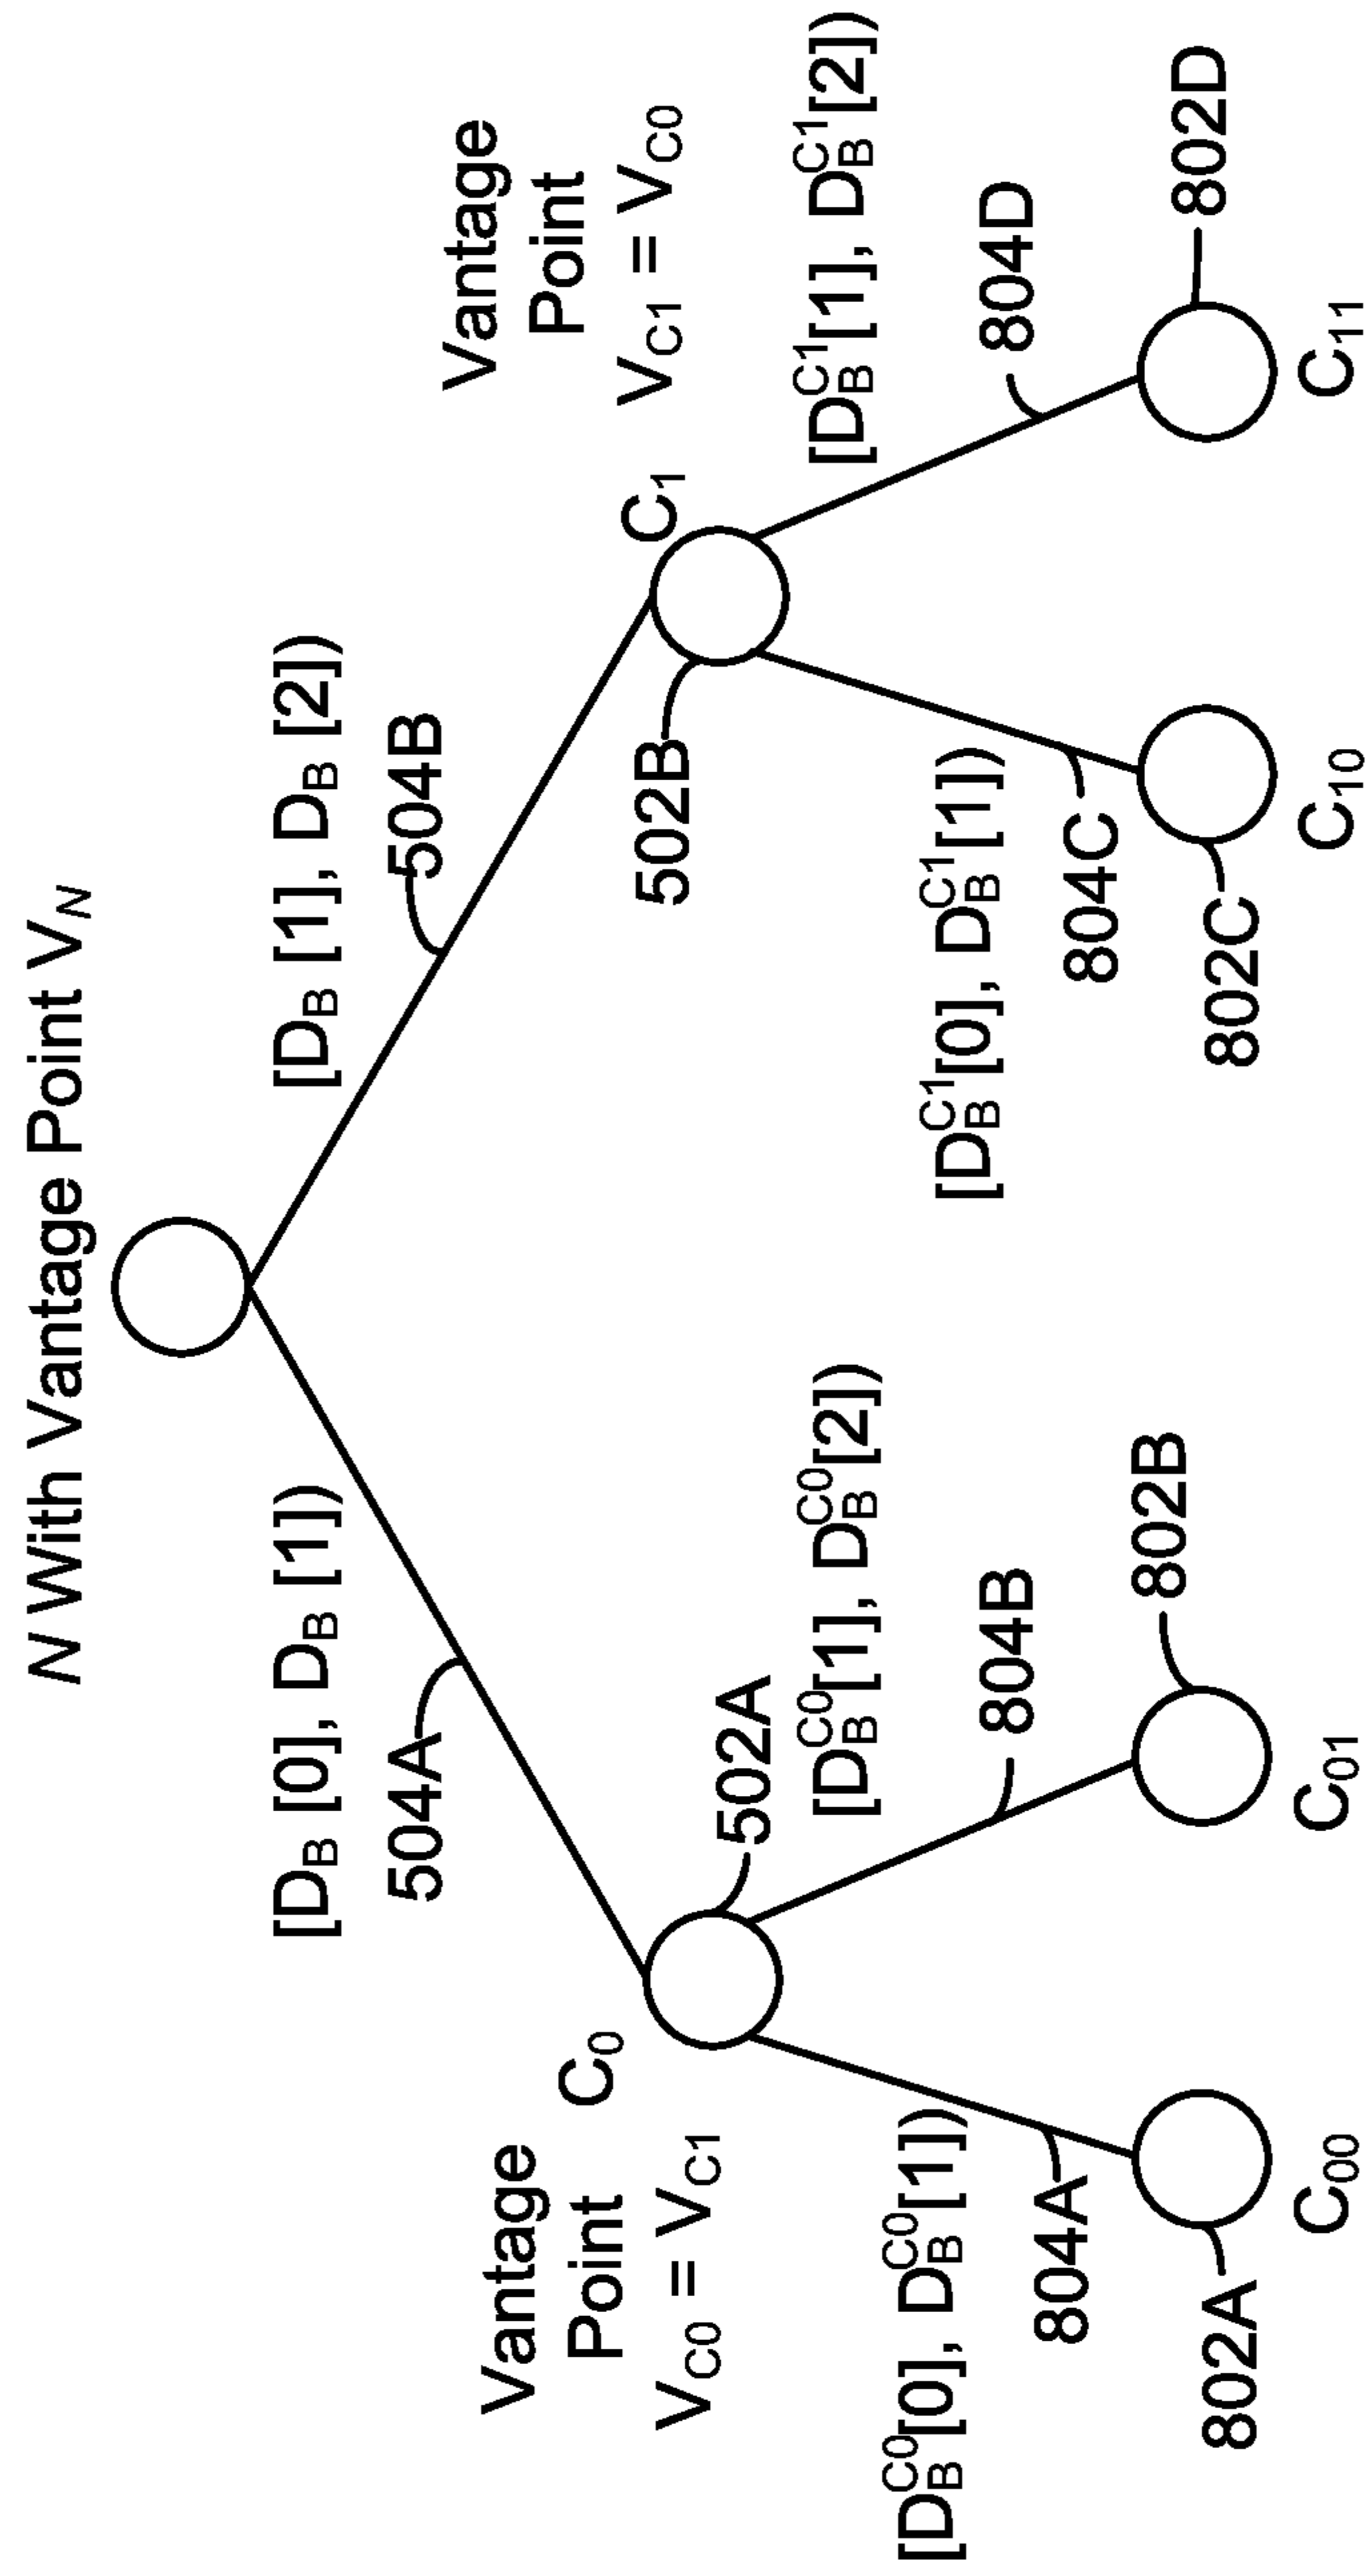 N With Vantage Point V_N
[D_B [0], D_B [1])
[D_B [1], D_B [2])
504A
504B
Vantage
Point
V_C0 = V_C1
C_0
502A
502B
C_1
Vantage
Point
V_C1 = V_C0
[D_B^C0[0], D_B^C0[1])
804A
[D_B^C0[1], D_B^C0[2])
804B
[D_B^C1[0], D_B^C1[1])
804C
[D_B^C1[1], D_B^C1[2])
804D
802A
802B
802C
802D
C_00
C_01
C_10
C_11